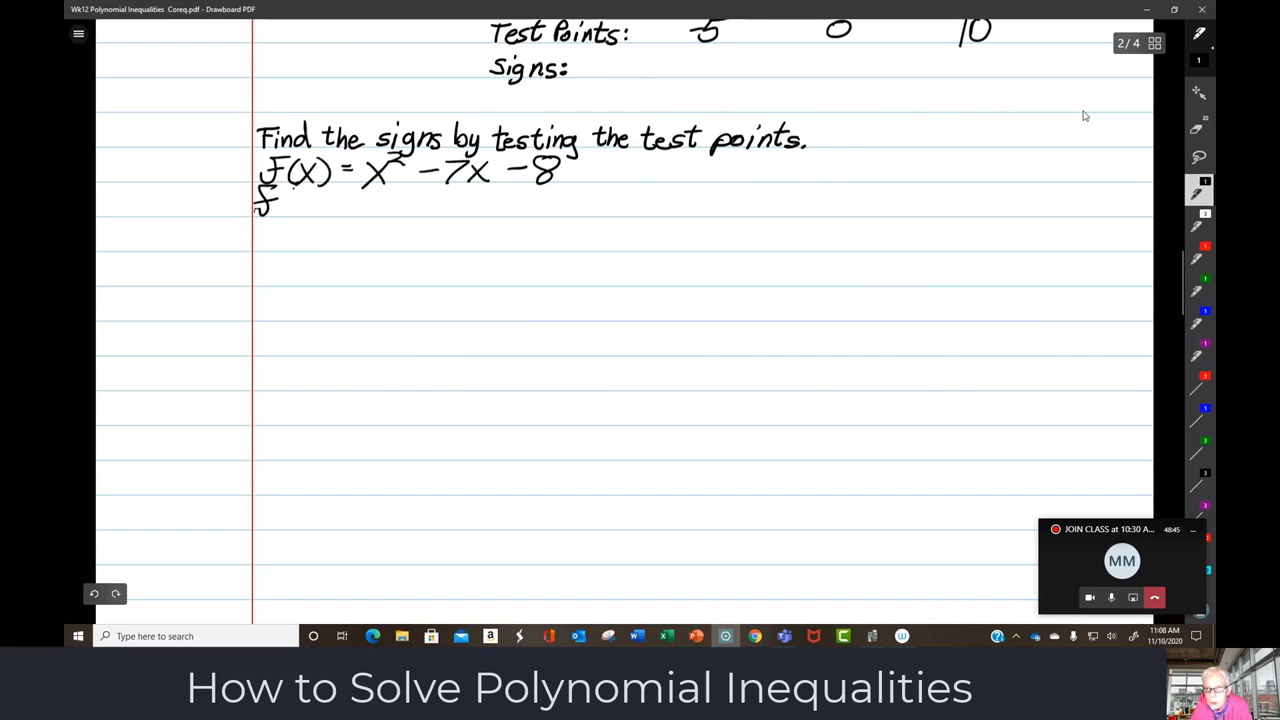 Wk12 Polynomial Inequalities Coreq.pdf - Drawboard PDF
Test Points: -5 0 10
Signs:
2/4
Find the signs by testing the test points.
f(x) = x² - 7x - 8
f
JOIN CLASS at 10:30 A... 48:45
MM
Type here to search
11:08 AM
11/10/2020
How to Solve Polynomial Inequalities